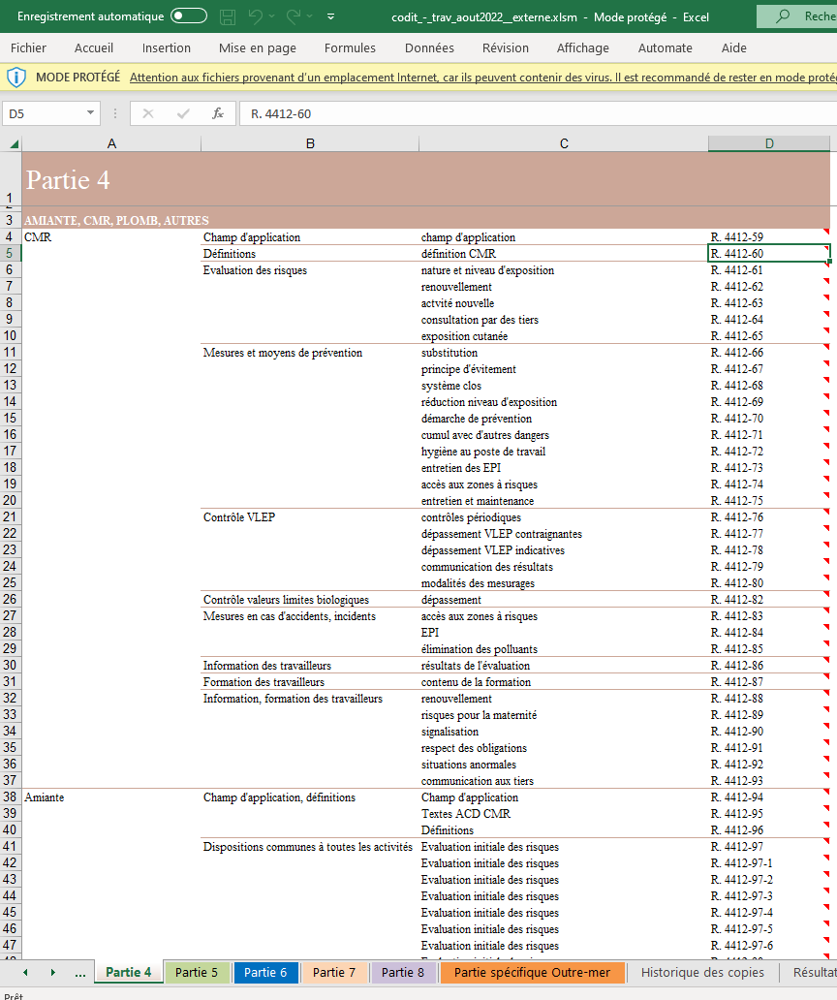 Enregistrement automatique codit_-_trav_aout2022__externe.xlsm - Mode protégé - Excel Reche
Fichier Accueil Insertion Mise en page Formules Données Révision Affichage Automate Aide
MODE PROTÉGÉ Attention aux fichiers provenant d'un emplacement Internet, car ils peuvent contenir des virus. Il est recommandé de rester en mode proté
D5 fx R. 4412-60
A B C D
1 Partie 4
3 AMIANTE, CMR, PLOMB, AUTRES
4 CMR Champ d'application champ d'application R. 4412-59
5 Définitions définition CMR R. 4412-60
6 Evaluation des risques nature et niveau d'exposition R. 4412-61
7 renouvellement R. 4412-62
8 actvité nouvelle R. 4412-63
9 consultation par des tiers R. 4412-64
10 exposition cutanée R. 4412-65
11 Mesures et moyens de prévention substitution R. 4412-66
12 principe d'évitement R. 4412-67
13 système clos R. 4412-68
14 réduction niveau d'exposition R. 4412-69
15 démarche de prévention R. 4412-70
16 cumul avec d'autres dangers R. 4412-71
17 hygiène au poste de travail R. 4412-72
18 entretien des EPI R. 4412-73
19 accès aux zones à risques R. 4412-74
20 entretien et maintenance R. 4412-75
21 Contrôle VLEP contrôles périodiques R. 4412-76
22 dépassement VLEP contraignantes R. 4412-77
23 dépassement VLEP indicatives R. 4412-78
24 communication des résultats R. 4412-79
25 modalités des mesurages R. 4412-80
26 Contrôle valeurs limites biologiques dépassement R. 4412-82
27 Mesures en cas d'accidents, incidents accès aux zones à risques R. 4412-83
28 EPI R. 4412-84
29 élimination des polluants R. 4412-85
30 Information des travailleurs résultats de l'évaluation R. 4412-86
31 Formation des travailleurs contenu de la formation R. 4412-87
32 Information, formation des travailleurs renouvellement R. 4412-88
33 risques pour la maternité R. 4412-89
34 signalisation R. 4412-90
35 respect des obligations R. 4412-91
36 situations anormales R. 4412-92
37 communication aux tiers R. 4412-93
38 Amiante Champ d'application, définitions Champ d'application R. 4412-94
39 Textes ACD CMR R. 4412-95
40 Définitions R. 4412-96
41 Dispositions communes à toutes les activités Evaluation initiale des risques R. 4412-97
42 Evaluation initiale des risques R. 4412-97-1
43 Evaluation initiale des risques R. 4412-97-2
44 Evaluation initiale des risques R. 4412-97-3
45 Evaluation initiale des risques R. 4412-97-4
46 Evaluation initiale des risques R. 4412-97-5
47 Evaluation initiale des risques R. 4412-97-6
... Partie 4 Partie 5 Partie 6 Partie 7 Partie 8 Partie spécifique Outre-mer Historique des copies Résultat
Prêt